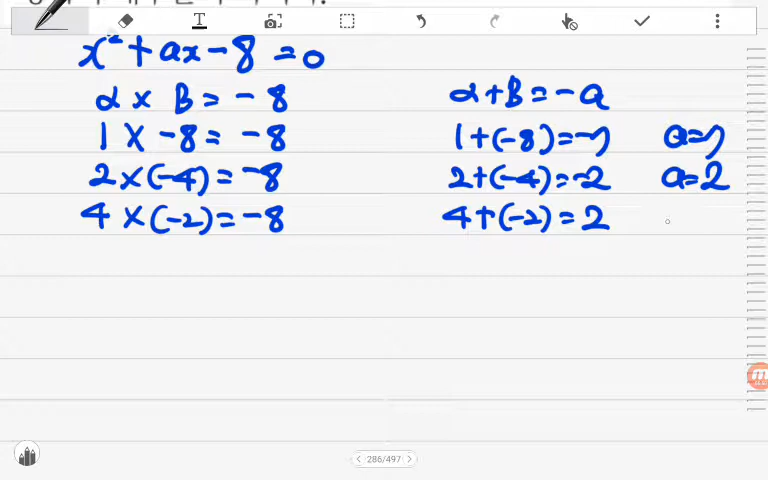 x² + ax - 8 = 0
α × β = - 8
α + β = - a
1 × -8 = -8
1 + (-8) = -7
a = 7
2 × (-4) = -8
2 + (-4) = -2
a = 2
4 × (-2) = -8
4 + (-2) = 2
286/497